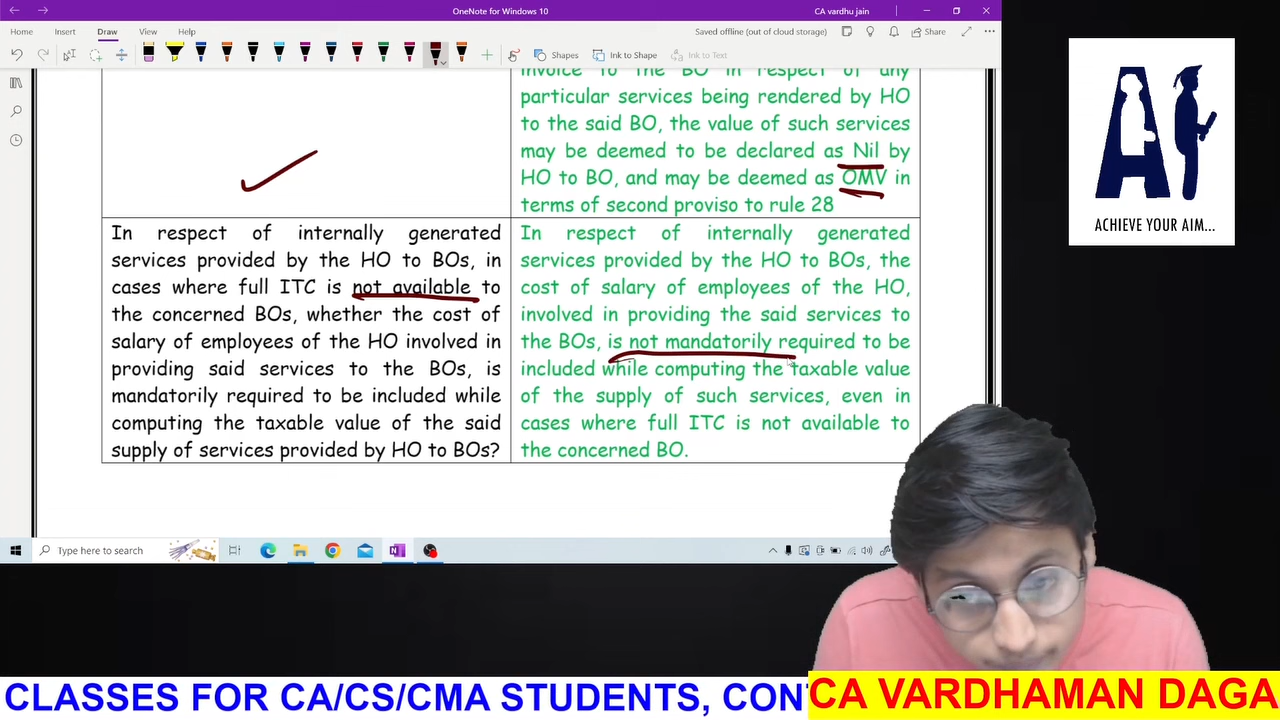 OneNote for Windows 10
CA vardhu jain
Home
Insert
Draw
View
Help
Saved offline (out of cloud storage)
Share
Shapes
Ink to Shape
Ink to Text
invoice to the BO in respect of any
particular services being rendered by HO
to the said BO, the value of such services
may be deemed to be declared as Nil by
HO to BO, and may be deemed as OMV in
terms of second proviso to rule 28
In respect of internally generated
services provided by the HO to BOs, in
cases where full ITC is not available to
the concerned BOs, whether the cost of
salary of employees of the HO involved in
providing said services to the BOs, is
mandatorily required to be included while
computing the taxable value of the said
supply of services provided by HO to BOs?
In respect of internally generated
services provided by the HO to BOs, the
cost of salary of employees of the HO,
involved in providing the said services to
the BOs, is not mandatorily required to be
included while computing the taxable value
of the supply of such services, even in
cases where full ITC is not available to
the concerned BO.
AI
ACHIEVE YOUR AIM...
Type here to search
CLASSES FOR CA/CS/CMA STUDENTS, CON
CA VARDHAMAN DAGA